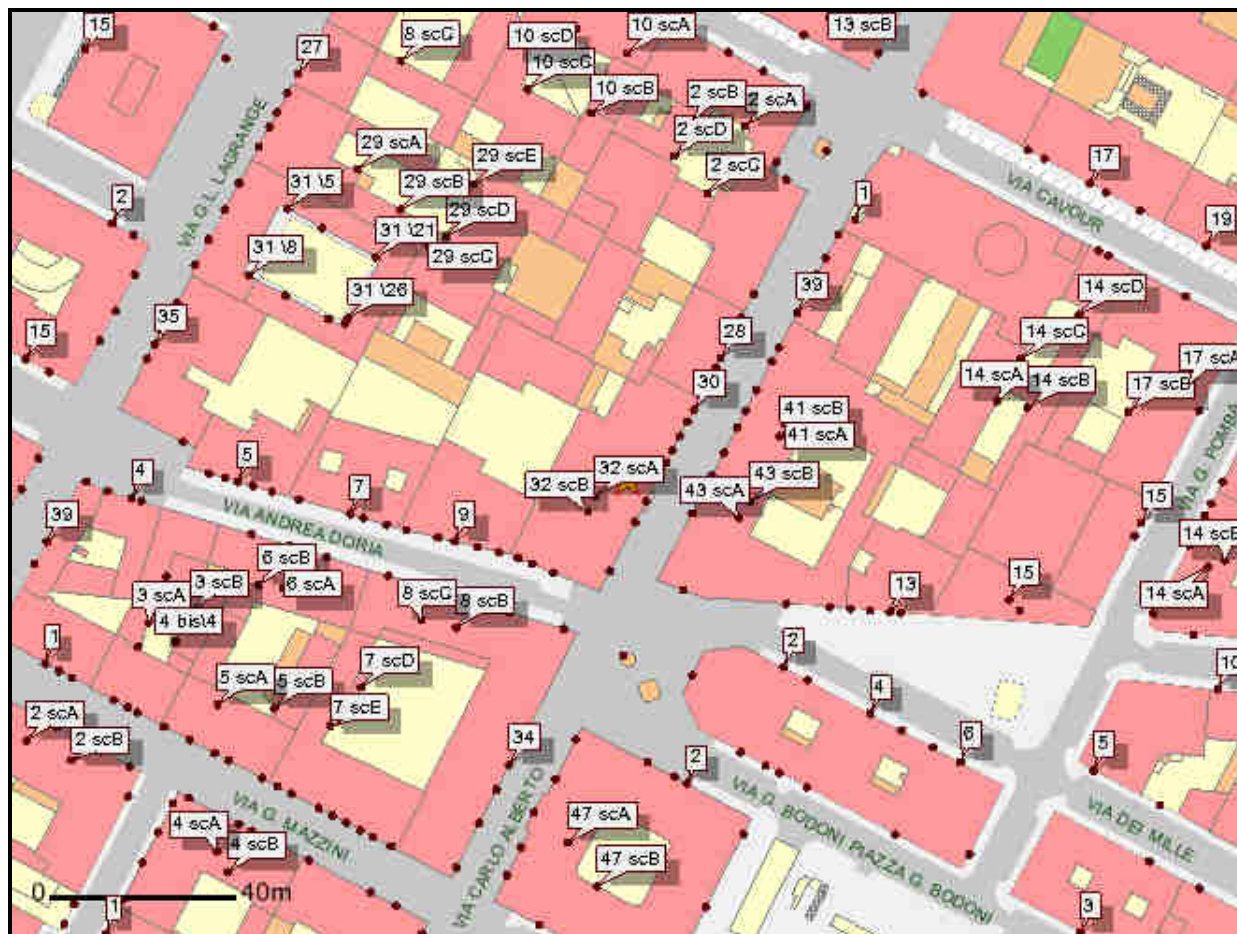 15
27
8 scC
10 scD
10 scA
13 scB
10 scC
10 scB
2 scB
2 scA
2 scD
2 scC
17
VIA G.L. LAGRANGE
29 scA
29 scE
31 \5
29 scB
29 scD
2
1
VIA CAVOUR
19
31 \21
29 scC
31 \8
31 \26
14 scD
39
15
35
28
14 scC
17 scA
14 scA
14 scB
17 scB
30
41 scB
41 scA
VIA G. POMBA
4
5
32 scA
32 scB
43 scB
43 scA
7
9
15
VIA ANDREA DORIA
39
14 scB
6 scB
3 scB
6 scA
3 scA
8 scC
8 scB
13
15
14 scA
4 bis\4
1
2
7 scD
10
5 scA
5 scB
7 scE
4
2 scA
2 scB
34
2
6
5
VIA G. MAZZINI
VIA CARLO ALBERTO
VIA G. BODONI
PIAZZA G. BODONI
VIA DEI MILLE
4 scA
4 scB
47 scA
47 scB
0
40m
1
3